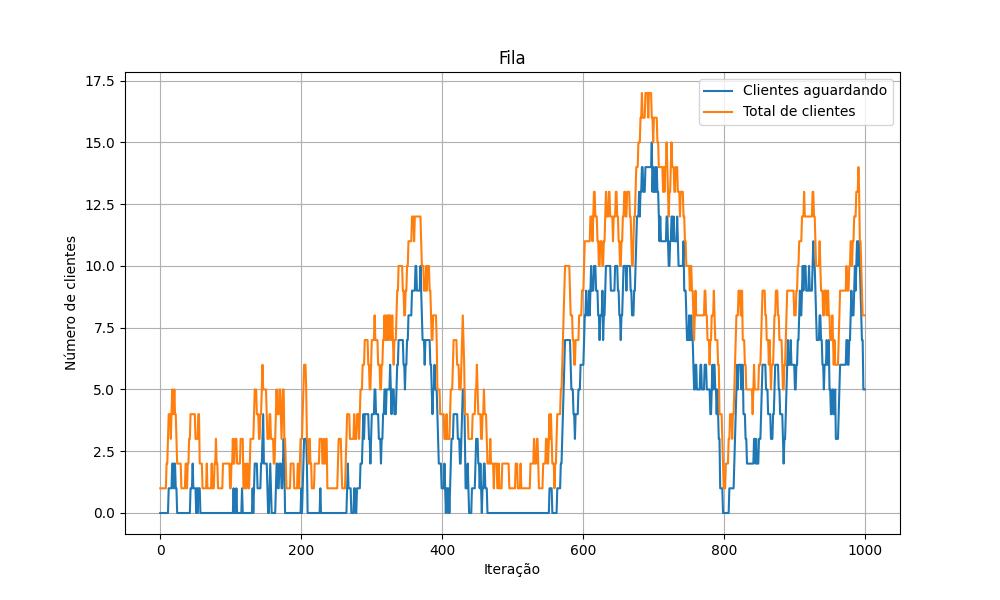 Fila
Clientes aguardando
Total de clientes
17.5
15.0
12.5
10.0
7.5
5.0
2.5
0.0
Número de clientes
0
200
400
600
800
1000
Iteração